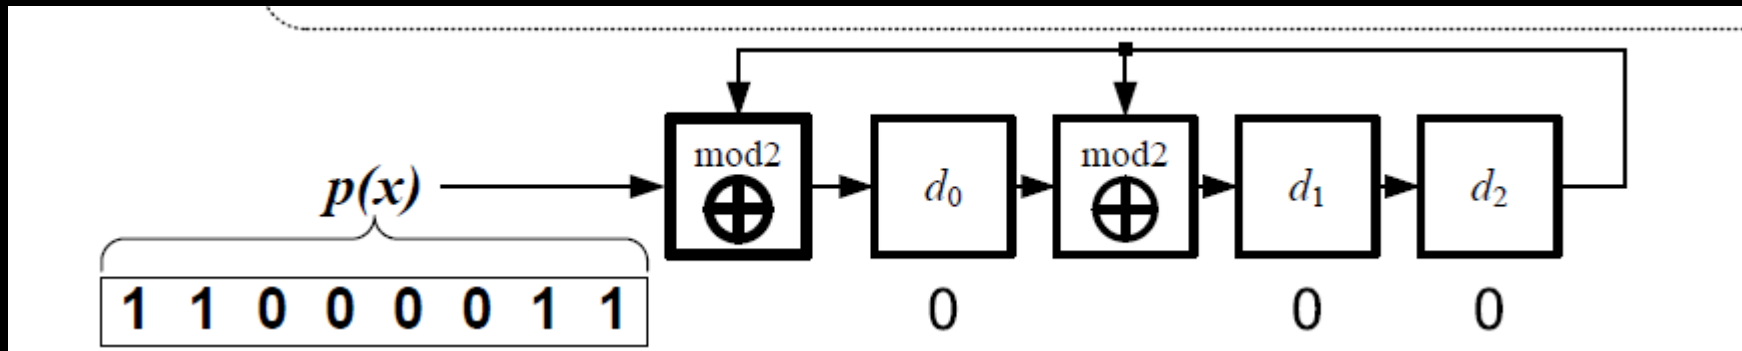 mod2 mod2
p(x) d₀ d₁ d₂
1 1 0 0 0 0 1 1 0 0 0